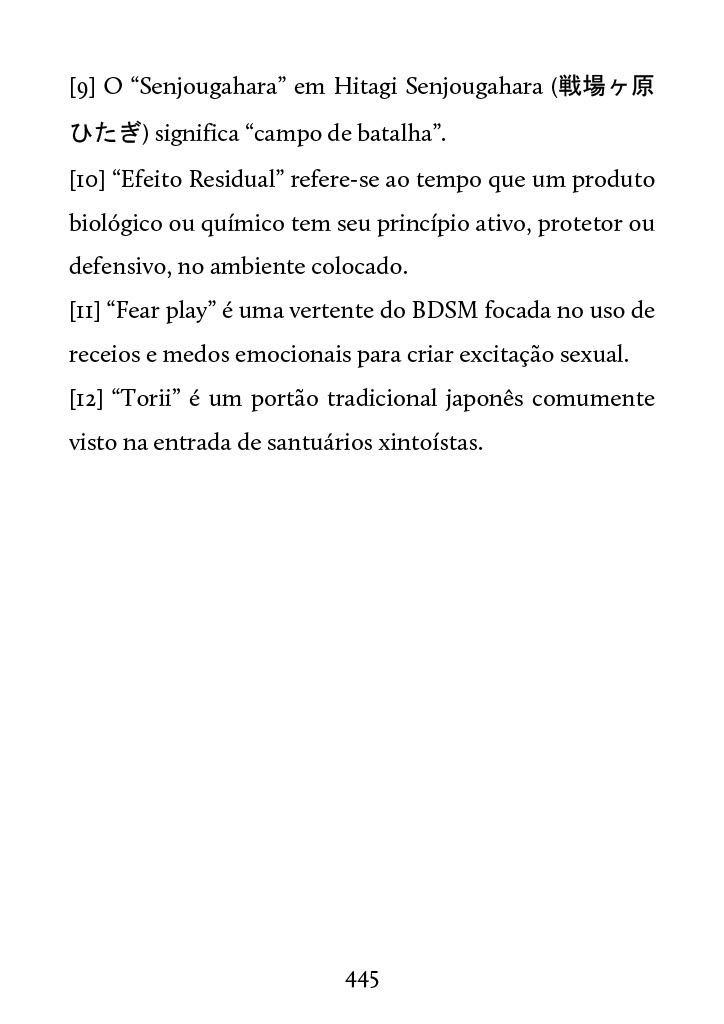 [9] O “Senjougahara” em Hitagi Senjougahara (戦場ヶ原
ひたぎ) significa “campo de batalha”.
[10] “Efeito Residual” refere-se ao tempo que um produto
biológico ou químico tem seu princípio ativo, protetor ou
defensivo, no ambiente colocado.
[11] “Fear play” é uma vertente do BDSM focada no uso de
receios e medos emocionais para criar excitação sexual.
[12] “Torii” é um portão tradicional japonês comumente
visto na entrada de santuários xintoístas.
445